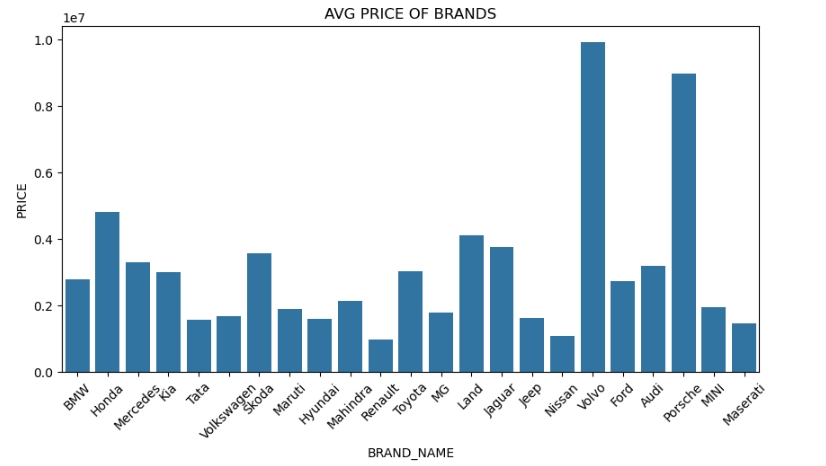 AVG PRICE OF BRANDS
1e7
1.0
0.8
0.6
0.4
0.2
0.0
PRICE
BMW
Honda
Mercedes
Kia
Tata
Volkswagen
Skoda
Maruti
Hyundai
Mahindra
Renault
Toyota
MG
Land
Jaguar
Jeep
Nissan
Volvo
Ford
Audi
Porsche
MINI
Maserati
BRAND_NAME